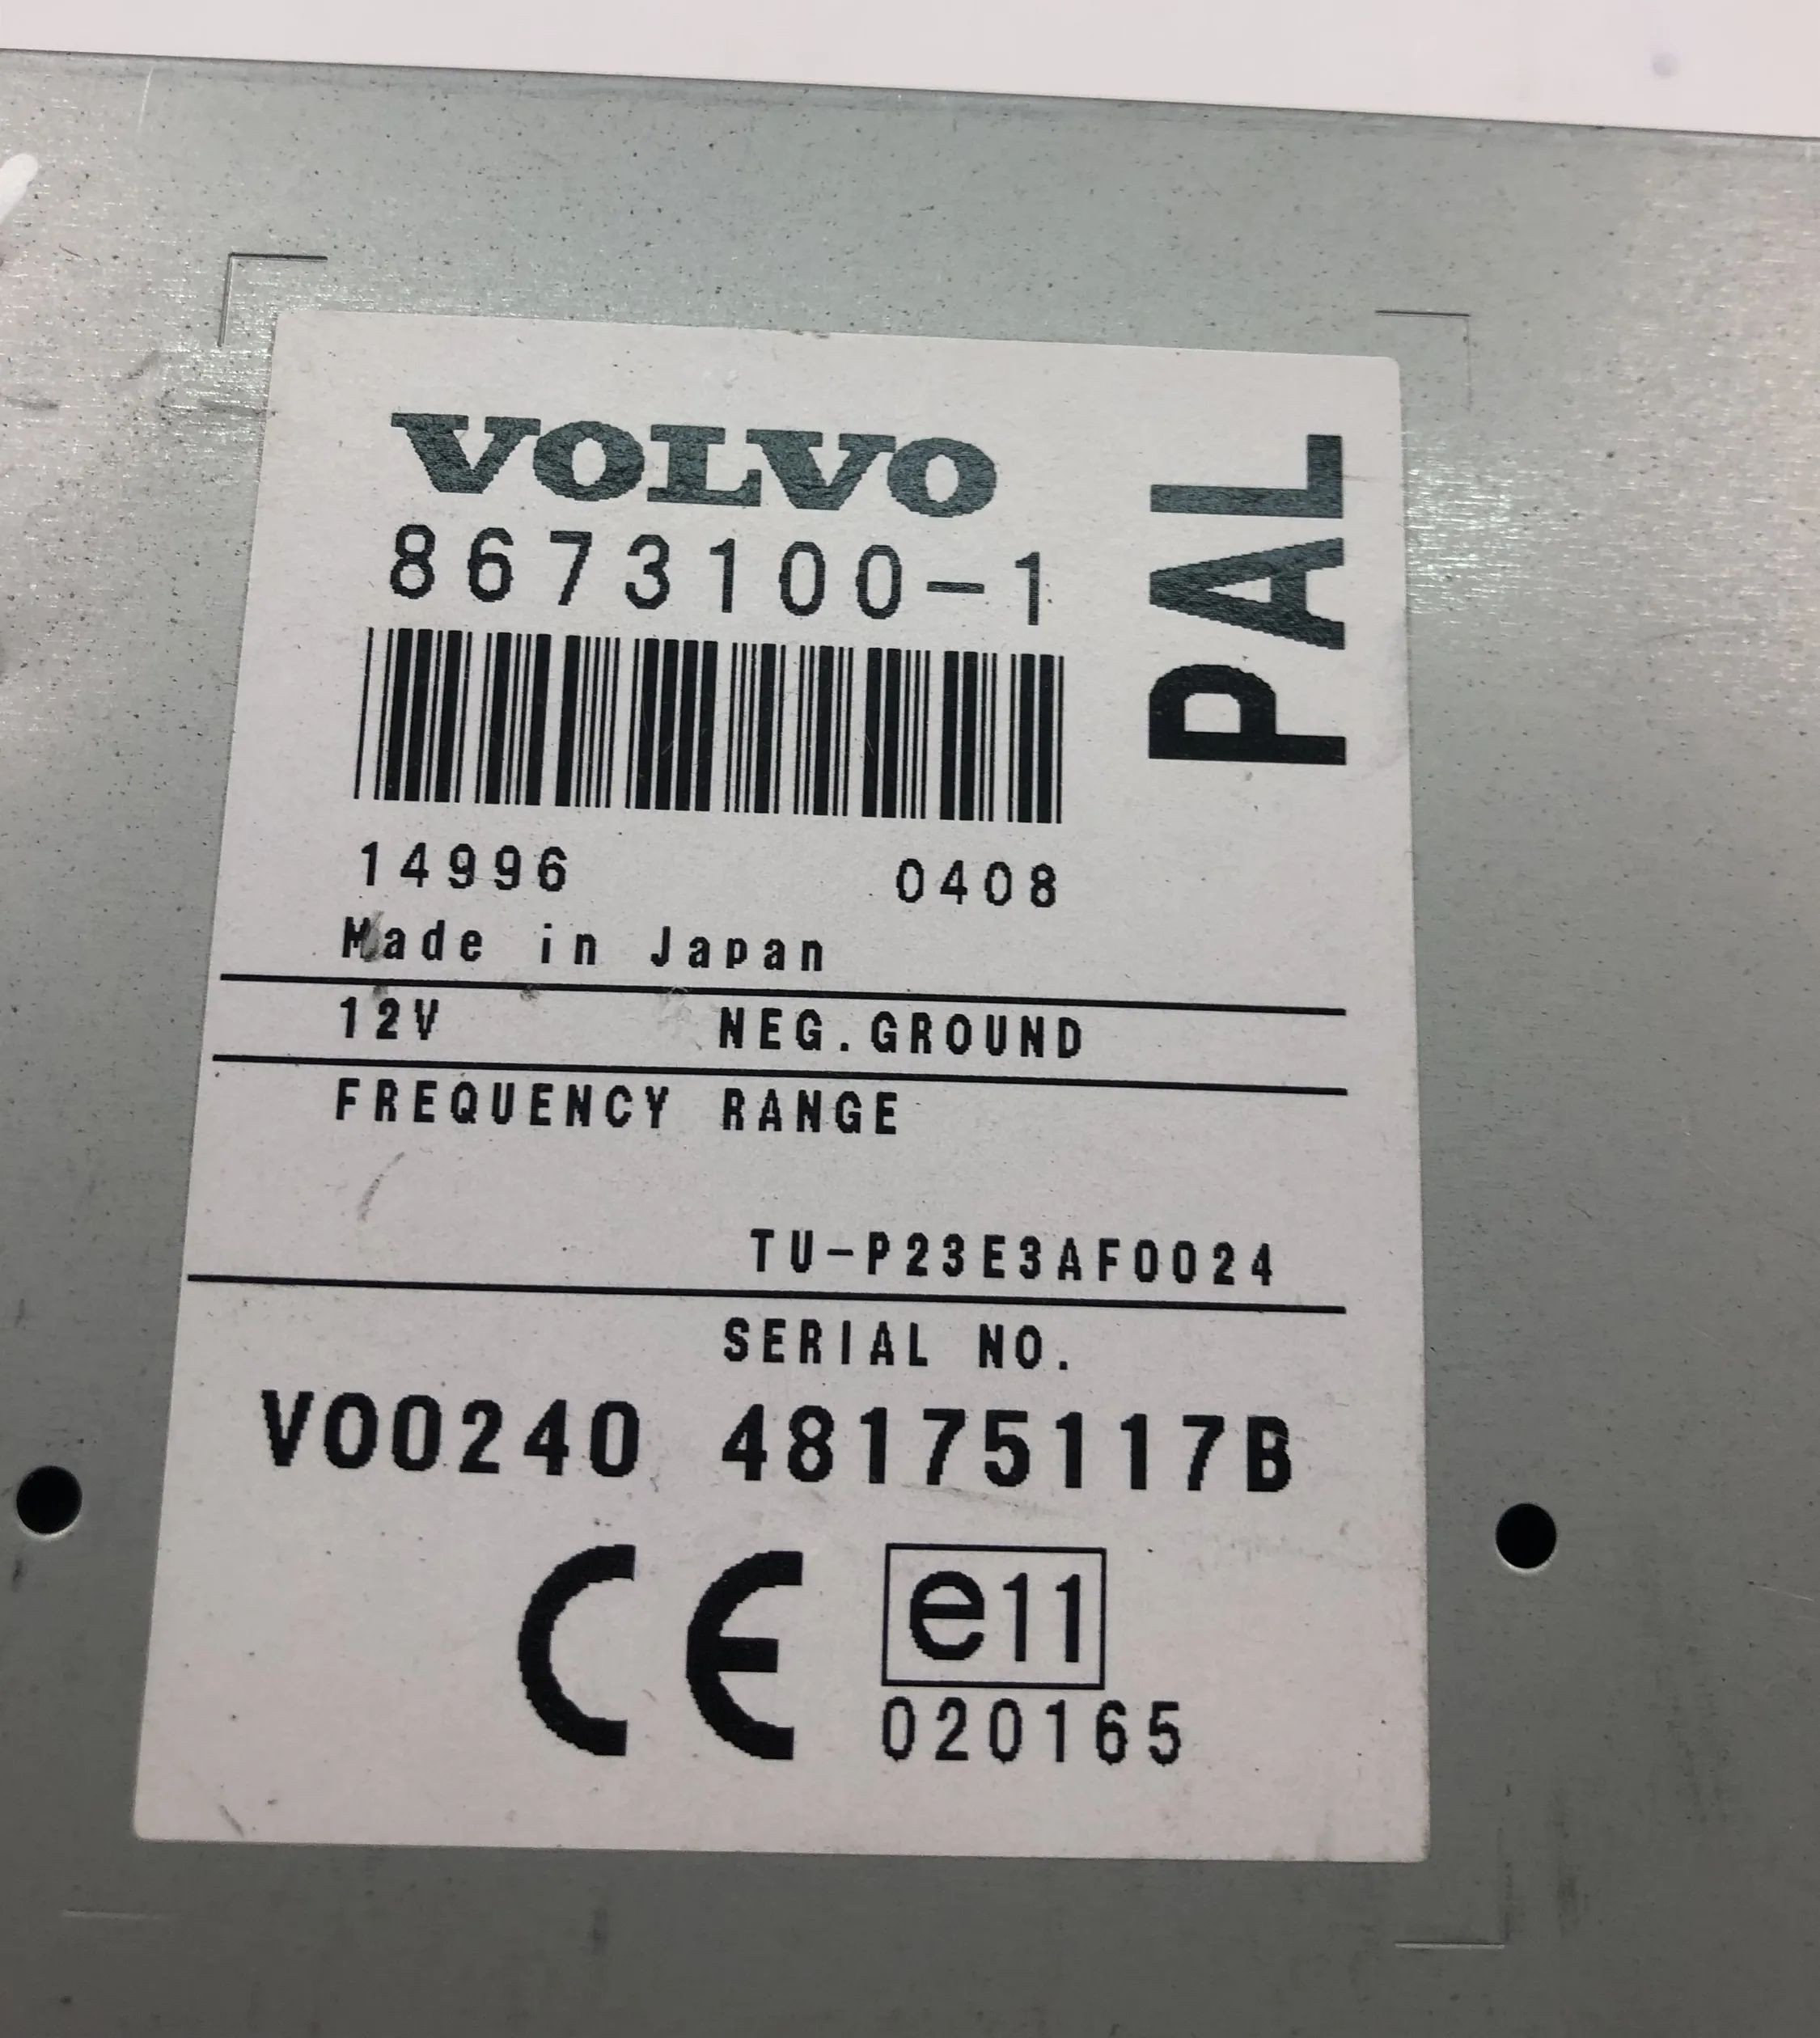 VOLVO
PAL
8673100-1
14996 0408
Made in Japan
12V NEG.GROUND
FREQUENCY RANGE
TU-P23E3AF0024
SERIAL NO.
V00240 48175117B
CE e11
020165